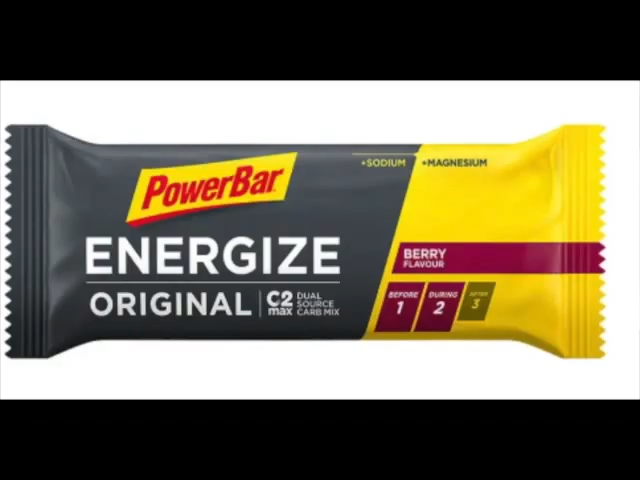 +SODIUM +MAGNESIUM
PowerBar
ENERGIZE
BERRY
FLAVOUR
ORIGINAL
C2 max
DUAL
SOURCE
CARB MIX
BEFORE
1
DURING
2
AFTER
3